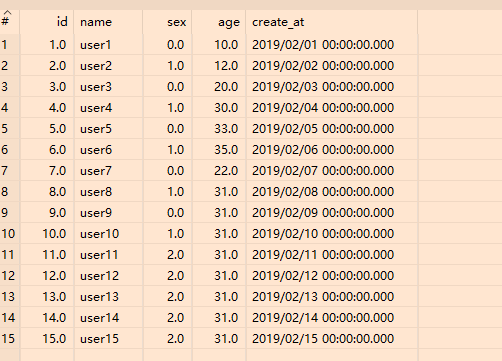 # id name sex age create_at
1 1.0 user1 0.0 10.0 2019/02/01 00:00:00.000
2 2.0 user2 1.0 12.0 2019/02/02 00:00:00.000
3 3.0 user3 0.0 20.0 2019/02/03 00:00:00.000
4 4.0 user4 1.0 30.0 2019/02/04 00:00:00.000
5 5.0 user5 0.0 33.0 2019/02/05 00:00:00.000
6 6.0 user6 1.0 35.0 2019/02/06 00:00:00.000
7 7.0 user7 0.0 22.0 2019/02/07 00:00:00.000
8 8.0 user8 1.0 31.0 2019/02/08 00:00:00.000
9 9.0 user9 0.0 31.0 2019/02/09 00:00:00.000
10 10.0 user10 1.0 31.0 2019/02/10 00:00:00.000
11 11.0 user11 2.0 31.0 2019/02/11 00:00:00.000
12 12.0 user12 2.0 31.0 2019/02/12 00:00:00.000
13 13.0 user13 2.0 31.0 2019/02/13 00:00:00.000
14 14.0 user14 2.0 31.0 2019/02/14 00:00:00.000
15 15.0 user15 2.0 31.0 2019/02/15 00:00:00.000